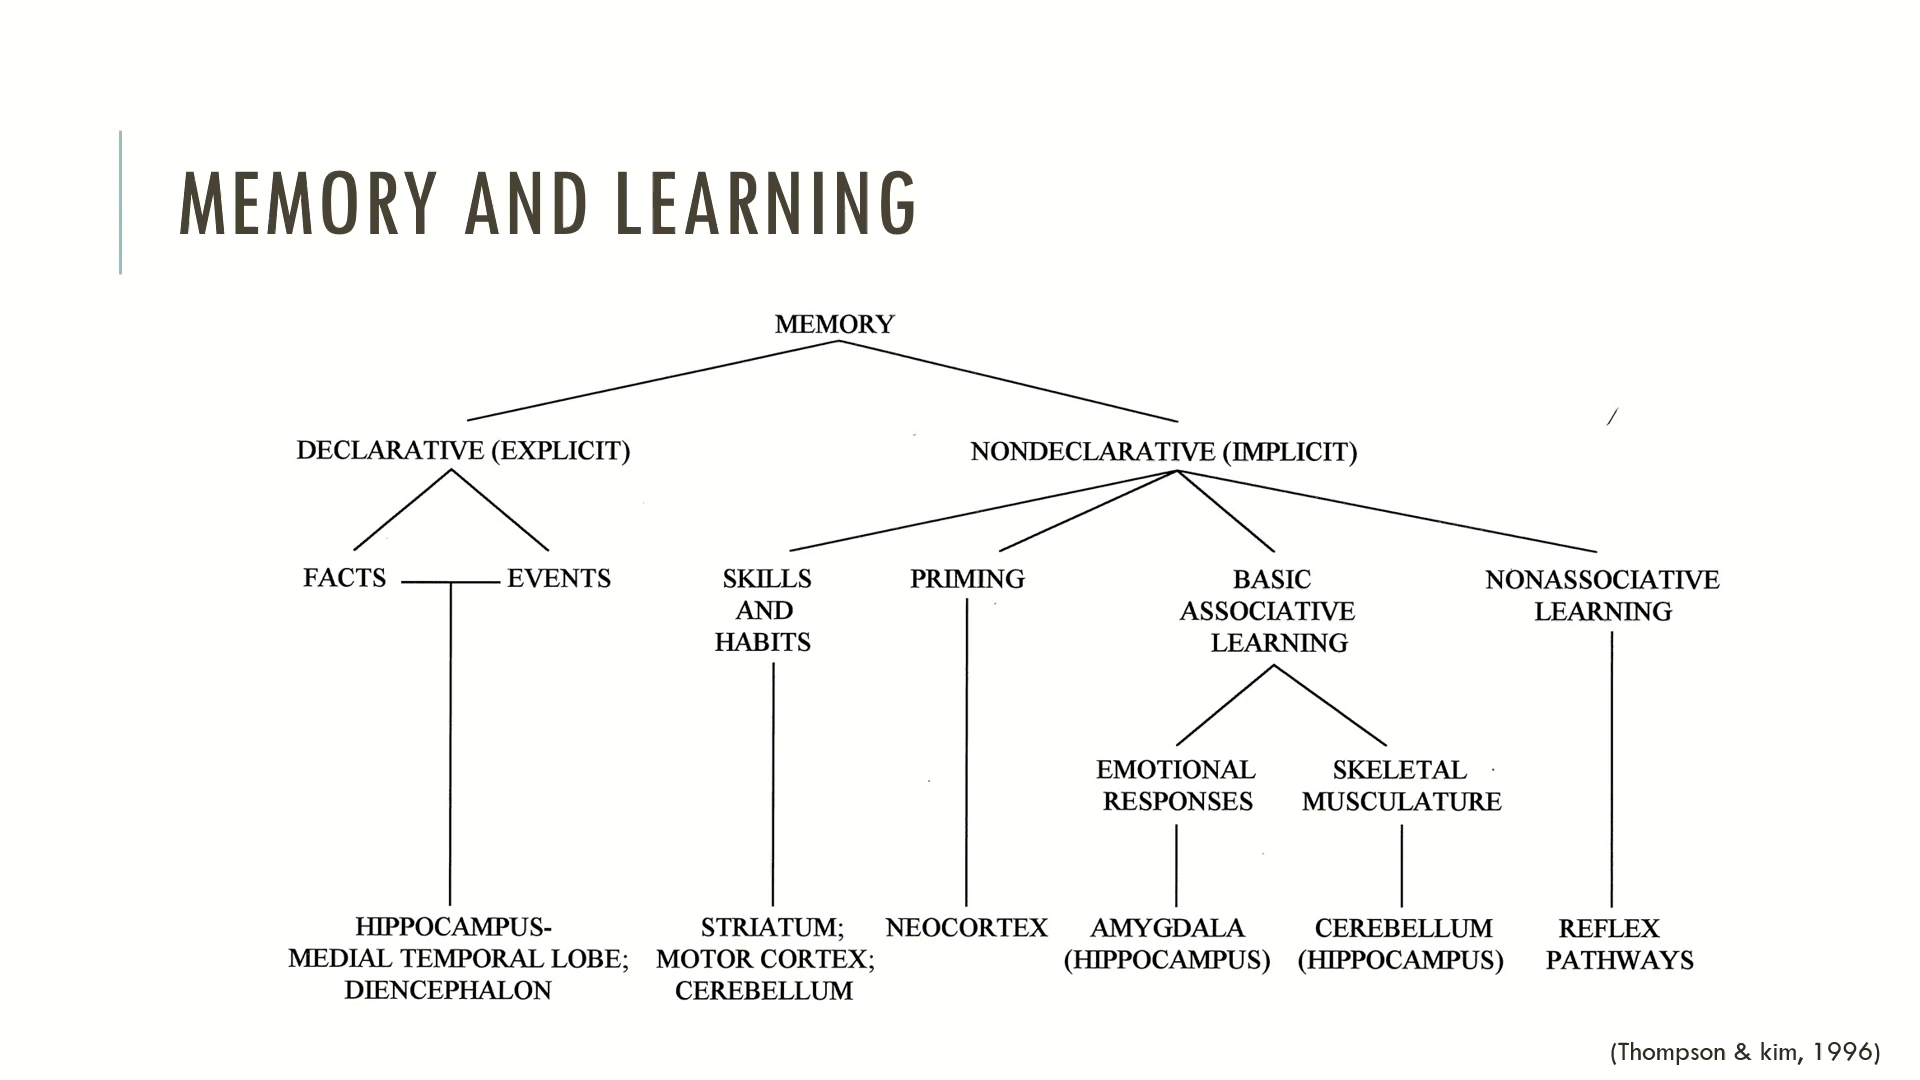 MEMORY AND LEARNING
MEMORY
DECLARATIVE (EXPLICIT)
NONDECLARATIVE (IMPLICIT)
FACTS
EVENTS
SKILLS
AND
HABITS
PRIMING
BASIC
ASSOCIATIVE
LEARNING
NONASSOCIATIVE
LEARNING
EMOTIONAL
RESPONSES
SKELETAL
MUSCULATURE
HIPPOCAMPUS-
MEDIAL TEMPORAL LOBE;
DIENCEPHALON
STRIATUM;
MOTOR CORTEX;
CEREBELLUM
NEOCORTEX
AMYGDALA
(HIPPOCAMPUS)
CEREBELLUM
(HIPPOCAMPUS)
REFLEX
PATHWAYS
(Thompson & kim, 1996)